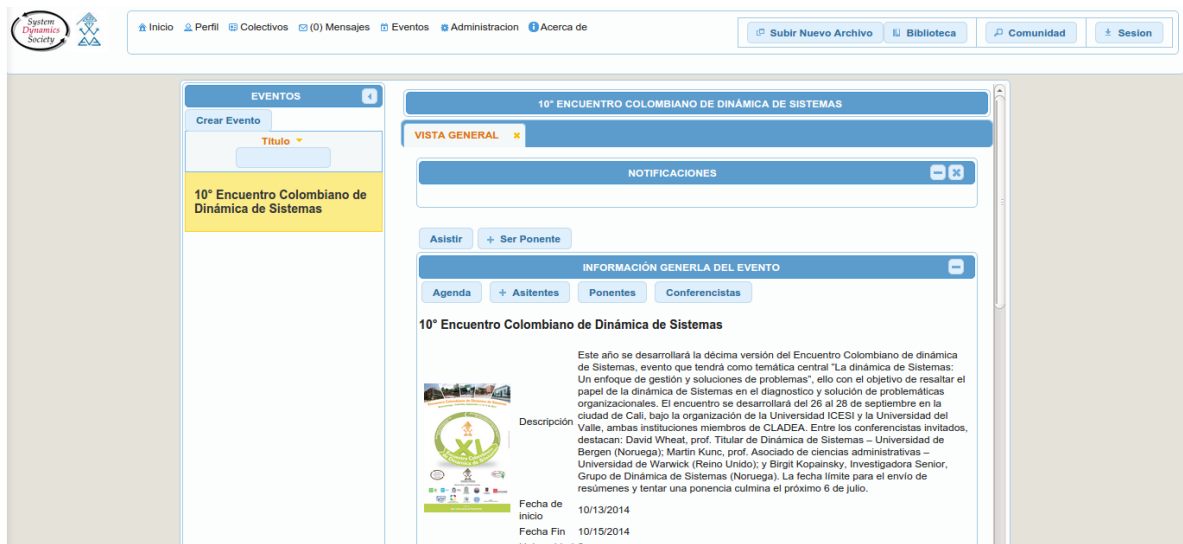 System
Dynamics
Society
Inicio Perfil Colectivos (0) Mensajes Eventos Administracion Acerca de
Subir Nuevo Archivo Biblioteca Comunidad Sesion
EVENTOS
Crear Evento
Titulo
10° Encuentro Colombiano de
Dinámica de Sistemas
10° ENCUENTRO COLOMBIANO DE DINÁMICA DE SISTEMAS
VISTA GENERAL
NOTIFICACIONES
Asistir + Ser Ponente
INFORMACIÓN GENERLA DEL EVENTO
Agenda + Asitentes Ponentes Conferencistas
10° Encuentro Colombiano de Dinámica de Sistemas
XI
Descripción
Este año se desarrollará la décima versión del Encuentro Colombiano de dinámica
de Sistemas, evento que tendrá como temática central "La dinámica de Sistemas:
Un enfoque de gestión y soluciones de problemas", ello con el objetivo de resaltar el
papel de la dinámica de Sistemas en el diagnostico y solución de problemáticas
organizacionales. El encuentro se desarrollará del 26 al 28 de septiembre en la
ciudad de Cali, bajo la organización de la Universidad ICESI y la Universidad del
Valle, ambas instituciones miembros de CLADEA. Entre los conferencistas invitados,
destacan: David Wheat, prof. Titular de Dinámica de Sistemas – Universidad de
Bergen (Noruega); Martin Kunc, prof. Asociado de ciencias administrativas –
Universidad de Warwick (Reino Unido); y Birgit Kopainsky, Investigadora Senior,
Grupo de Dinámica de Sistemas (Noruega). La fecha límite para el envío de
resúmenes y tentar una ponencia culmina el próximo 6 de julio.
Fecha de
inicio
10/13/2014
Fecha Fin 10/15/2014